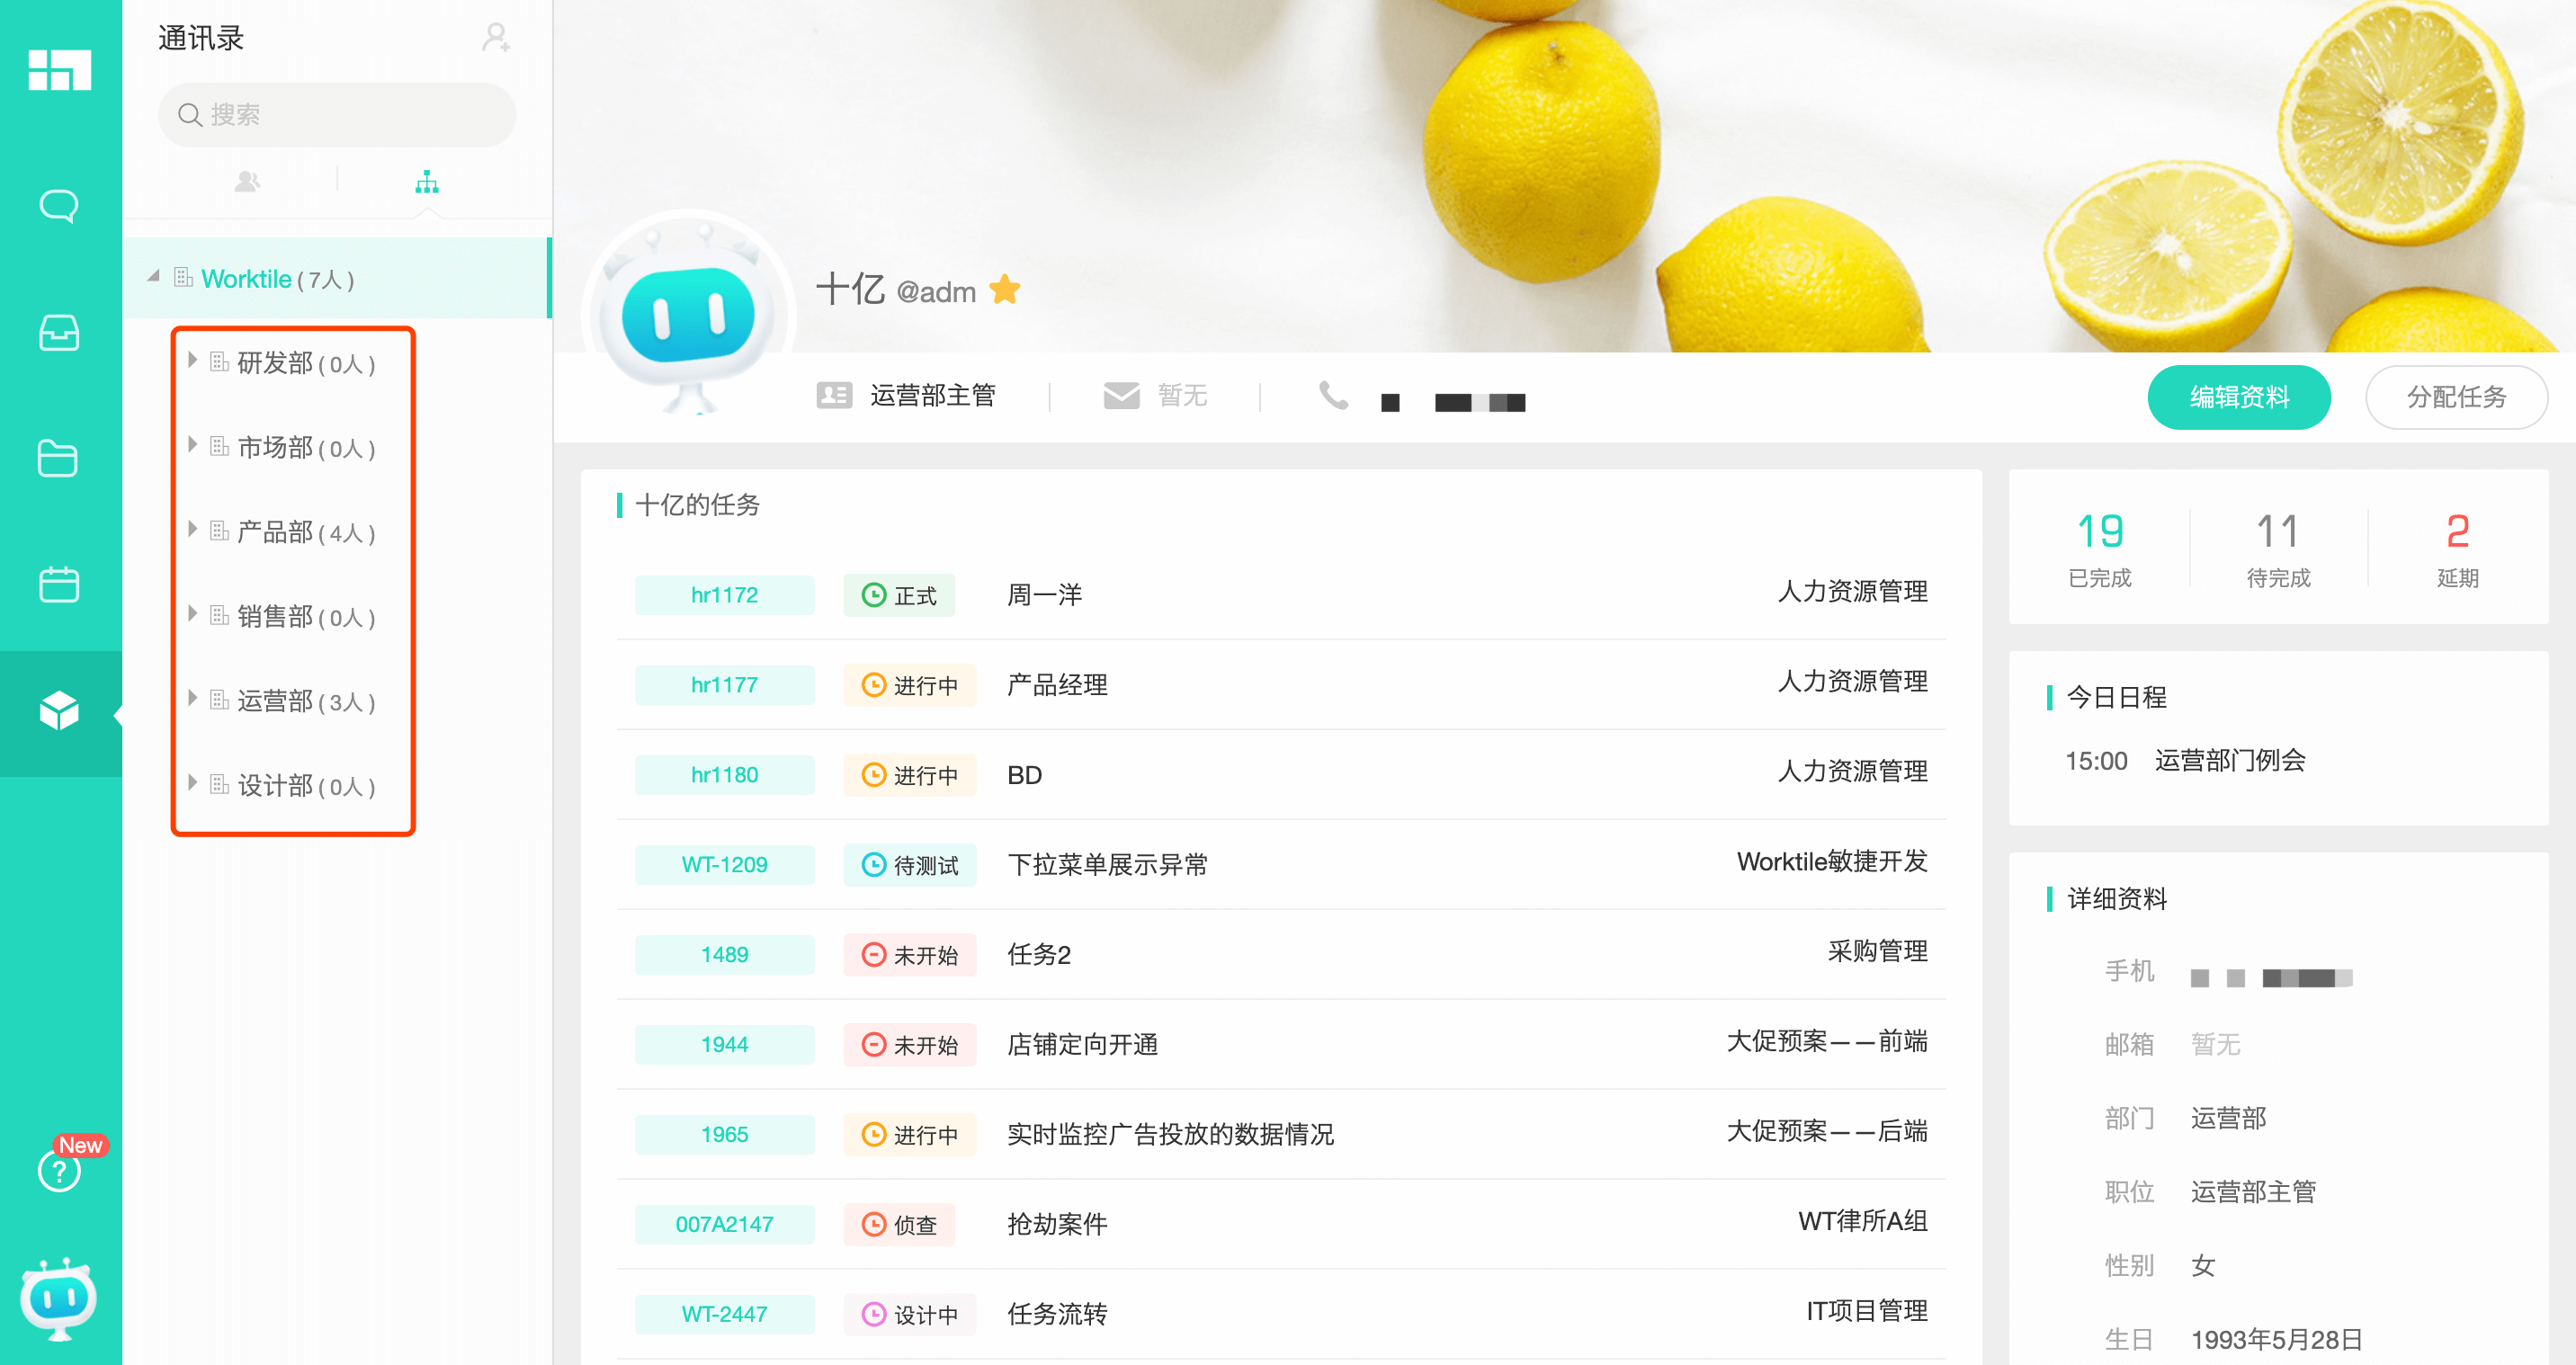 通讯录
搜索
Worktile ( 7人 )
研发部 ( 0人 )
市场部 ( 0人 )
产品部 ( 4人 )
销售部 ( 0人 )
运营部 ( 3人 )
设计部 ( 0人 )
New
?
十亿 @adm
运营部主管
暂无
编辑资料
分配任务
十亿的任务
hr1172 正式 周一洋 人力资源管理
hr1177 进行中 产品经理 人力资源管理
hr1180 进行中 BD 人力资源管理
WT-1209 待测试 下拉菜单展示异常 Worktile敏捷开发
1489 未开始 任务2 采购管理
1944 未开始 店铺定向开通 大促预案——前端
1965 进行中 实时监控广告投放的数据情况 大促预案——后端
007A2147 侦查 抢劫案件 WT律所A组
WT-2447 设计中 任务流转 IT项目管理
19 11 2
已完成 待完成 延期
今日日程
15:00 运营部门例会
详细资料
手机
邮箱 暂无
部门 运营部
职位 运营部主管
性别 女
生日 1993年5月28日